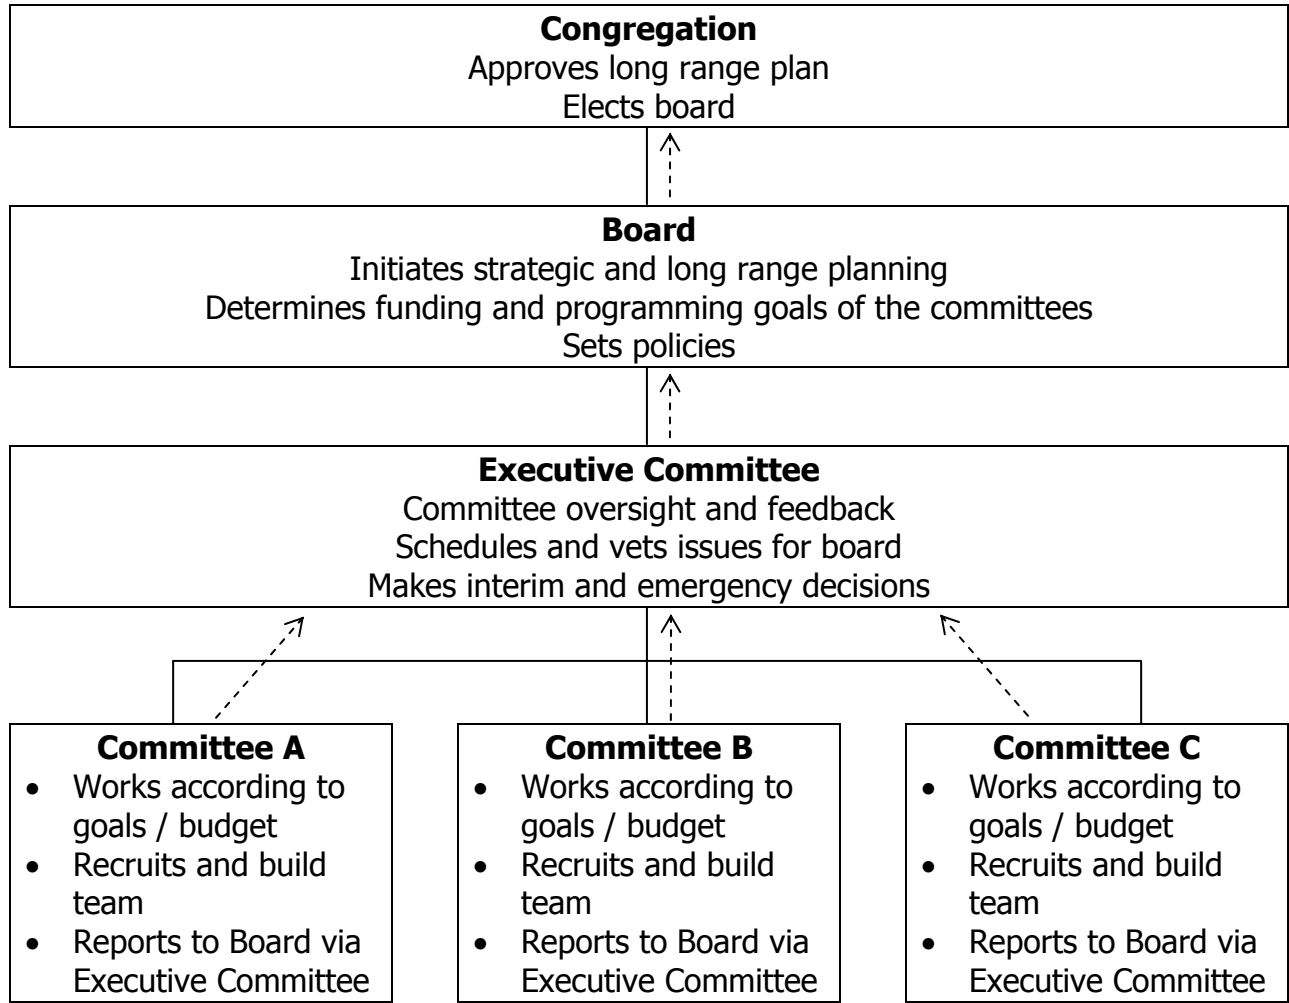 Congregation
Approves long range plan
Elects board
Board
Initiates strategic and long range planning
Determines funding and programming goals of the committees
Sets policies
Executive Committee
Committee oversight and feedback
Schedules and vets issues for board
Makes interim and emergency decisions
Committee A
• Works according to
goals / budget
• Recruits and build
team
• Reports to Board via
Executive Committee
Committee B
• Works according to
goals / budget
• Recruits and build
team
• Reports to Board via
Executive Committee
Committee C
• Works according to
goals / budget
• Recruits and build
team
• Reports to Board via
Executive Committee